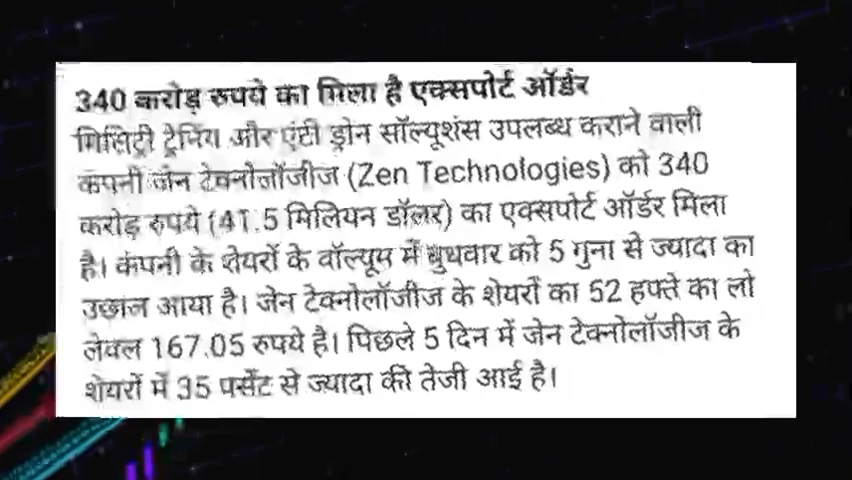 340 करोड़ रुपये का मिला है एक्सपोर्ट ऑर्डर
मिलिट्री ट्रेनिंग और एंटी ड्रोन सॉल्यूशंस उपलब्ध कराने वाली
कंपनी जेन टेक्नोलॉजीज (Zen Technologies) को 340
करोड़ रुपये (41.5 मिलियन डॉलर) का एक्सपोर्ट ऑर्डर मिला
है। कंपनी के शेयरों के वॉल्यूम में बुधवार को 5 गुना से ज्यादा का
उछाल आया है। जेन टेक्नोलॉजीज के शेयरों का 52 हफ्ते का लो
लेवल 167.05 रुपये है। पिछले 5 दिन में जेन टेक्नोलॉजीज के
शेयरों में 35 पर्सेंट से ज्यादा की तेजी आई है।